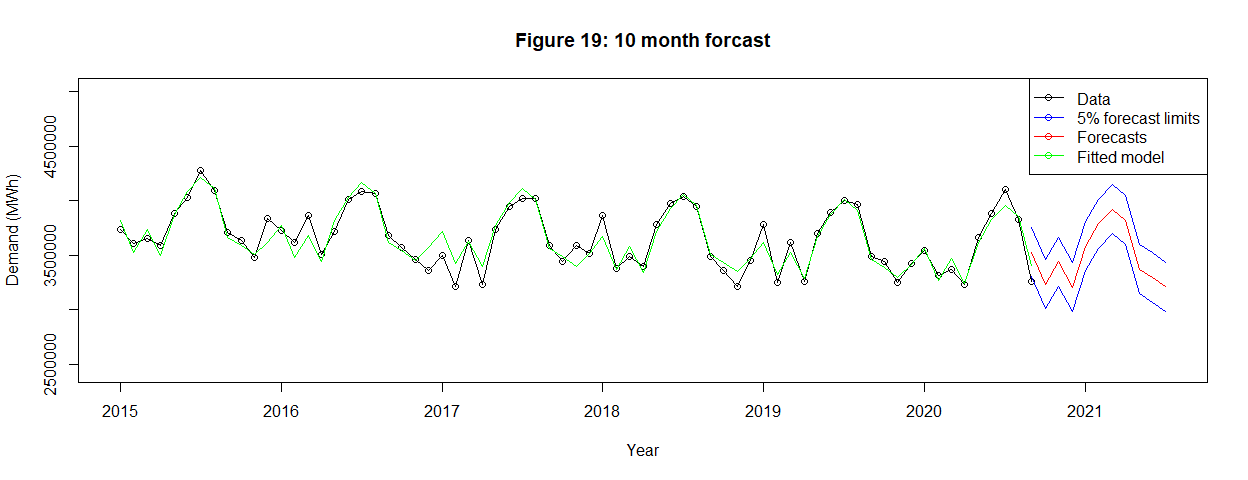 Figure 19: 10 month forcast
Data
5% forecast limits
Forecasts
Fitted model
Demand (MWh)
4500000
3500000
2500000
2015 2016 2017 2018 2019 2020 2021
Year